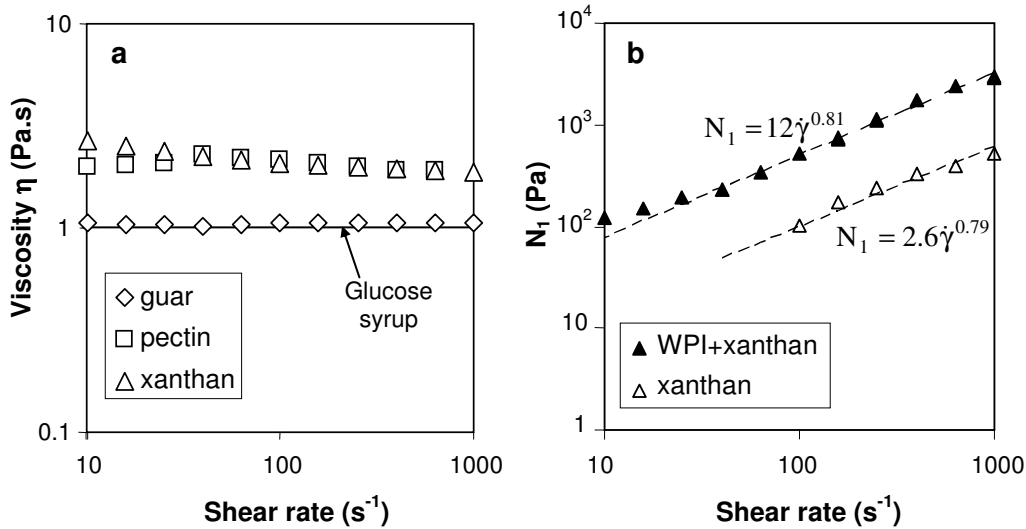 10
a
Viscosity η (Pa.s)
1
Glucose
syrup
guar
pectin
xanthan
0.1
10
100
1000
Shear rate (s⁻¹)
10⁴
b
N₁ = 12γ̇^0.81
10³
N₁ (Pa)
10²
N₁ = 2.6γ̇^0.79
10
WPI+xanthan
xanthan
1
10
100
1000
Shear rate (s⁻¹)